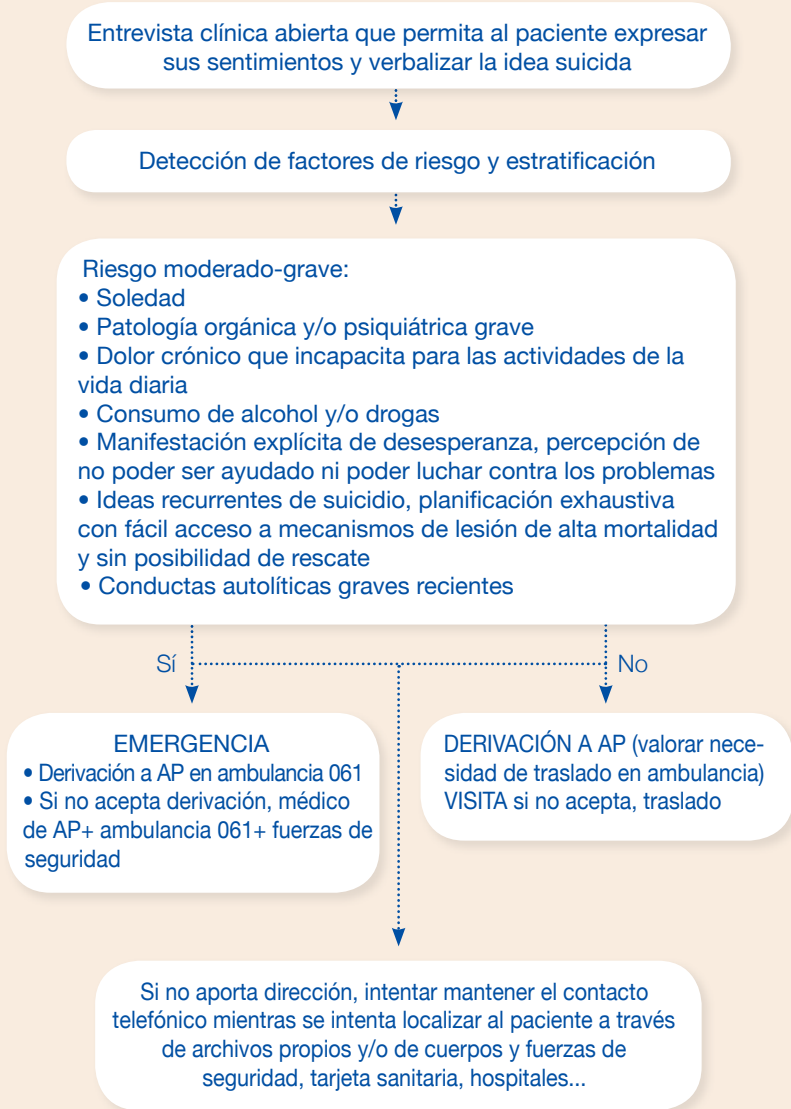 Entrevista clínica abierta que permita al paciente expresar
sus sentimientos y verbalizar la idea suicida
Detección de factores de riesgo y estratificación
Riesgo moderado-grave:
• Soledad
• Patología orgánica y/o psiquiátrica grave
• Dolor crónico que incapacita para las actividades de la
vida diaria
• Consumo de alcohol y/o drogas
• Manifestación explícita de desesperanza, percepción de
no poder ser ayudado ni poder luchar contra los problemas
• Ideas recurrentes de suicidio, planificación exhaustiva
con fácil acceso a mecanismos de lesión de alta mortalidad
y sin posibilidad de rescate
• Conductas autolíticas graves recientes
Sí
No
EMERGENCIA
• Derivación a AP en ambulancia 061
• Si no acepta derivación, médico
de AP+ ambulancia 061+ fuerzas de
seguridad
DERIVACIÓN A AP (valorar nece-
sidad de traslado en ambulancia)
VISITA si no acepta, traslado
Si no aporta dirección, intentar mantener el contacto
telefónico mientras se intenta localizar al paciente a través
de archivos propios y/o de cuerpos y fuerzas de
seguridad, tarjeta sanitaria, hospitales...